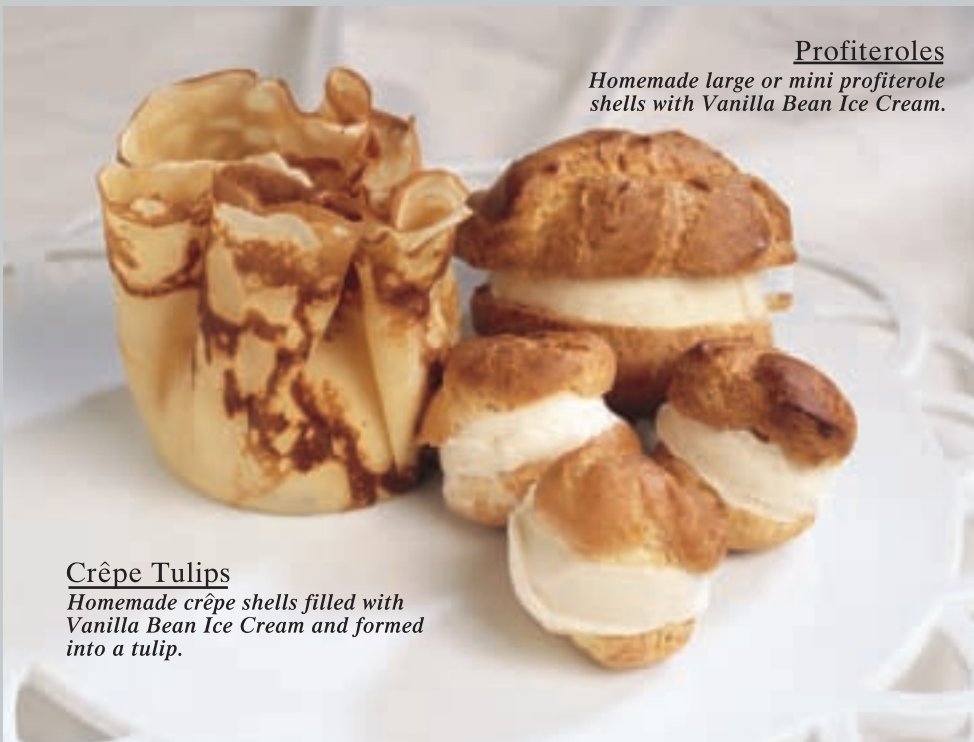 Profiteroles
Homemade large or mini profiterole
shells with Vanilla Bean Ice Cream.
Crêpe Tulips
Homemade crêpe shells filled with
Vanilla Bean Ice Cream and formed
into a tulip.